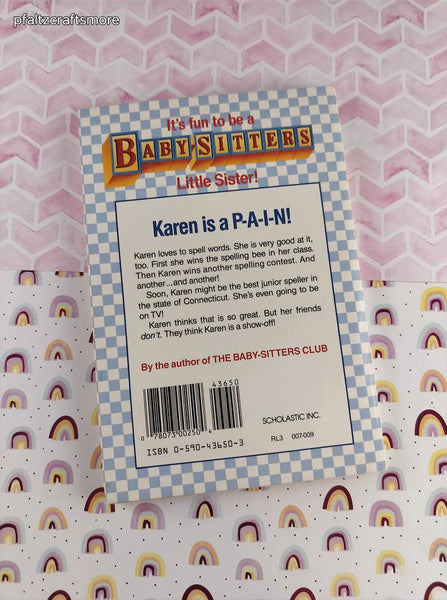 pfaltzcraftsmore
It's fun to be a
BABY-SITTERS
Little Sister!
Karen is a P-A-I-N!
Karen loves to spell words. She is very good at it,
too. First she wins the spelling bee in her class.
Then Karen wins another spelling contest. And
another...and another!
Soon, Karen might be the best junior speller in
the state of Connecticut. She's even going to be
on TV!
Karen thinks that is so great. But her friends
don't. They think Karen is a show-off!
By the author of THE BABY-SITTERS CLUB
43650
0 78073 00250 4
ISBN 0-590-43650-3
SCHOLASTIC INC.
RL3 007-009